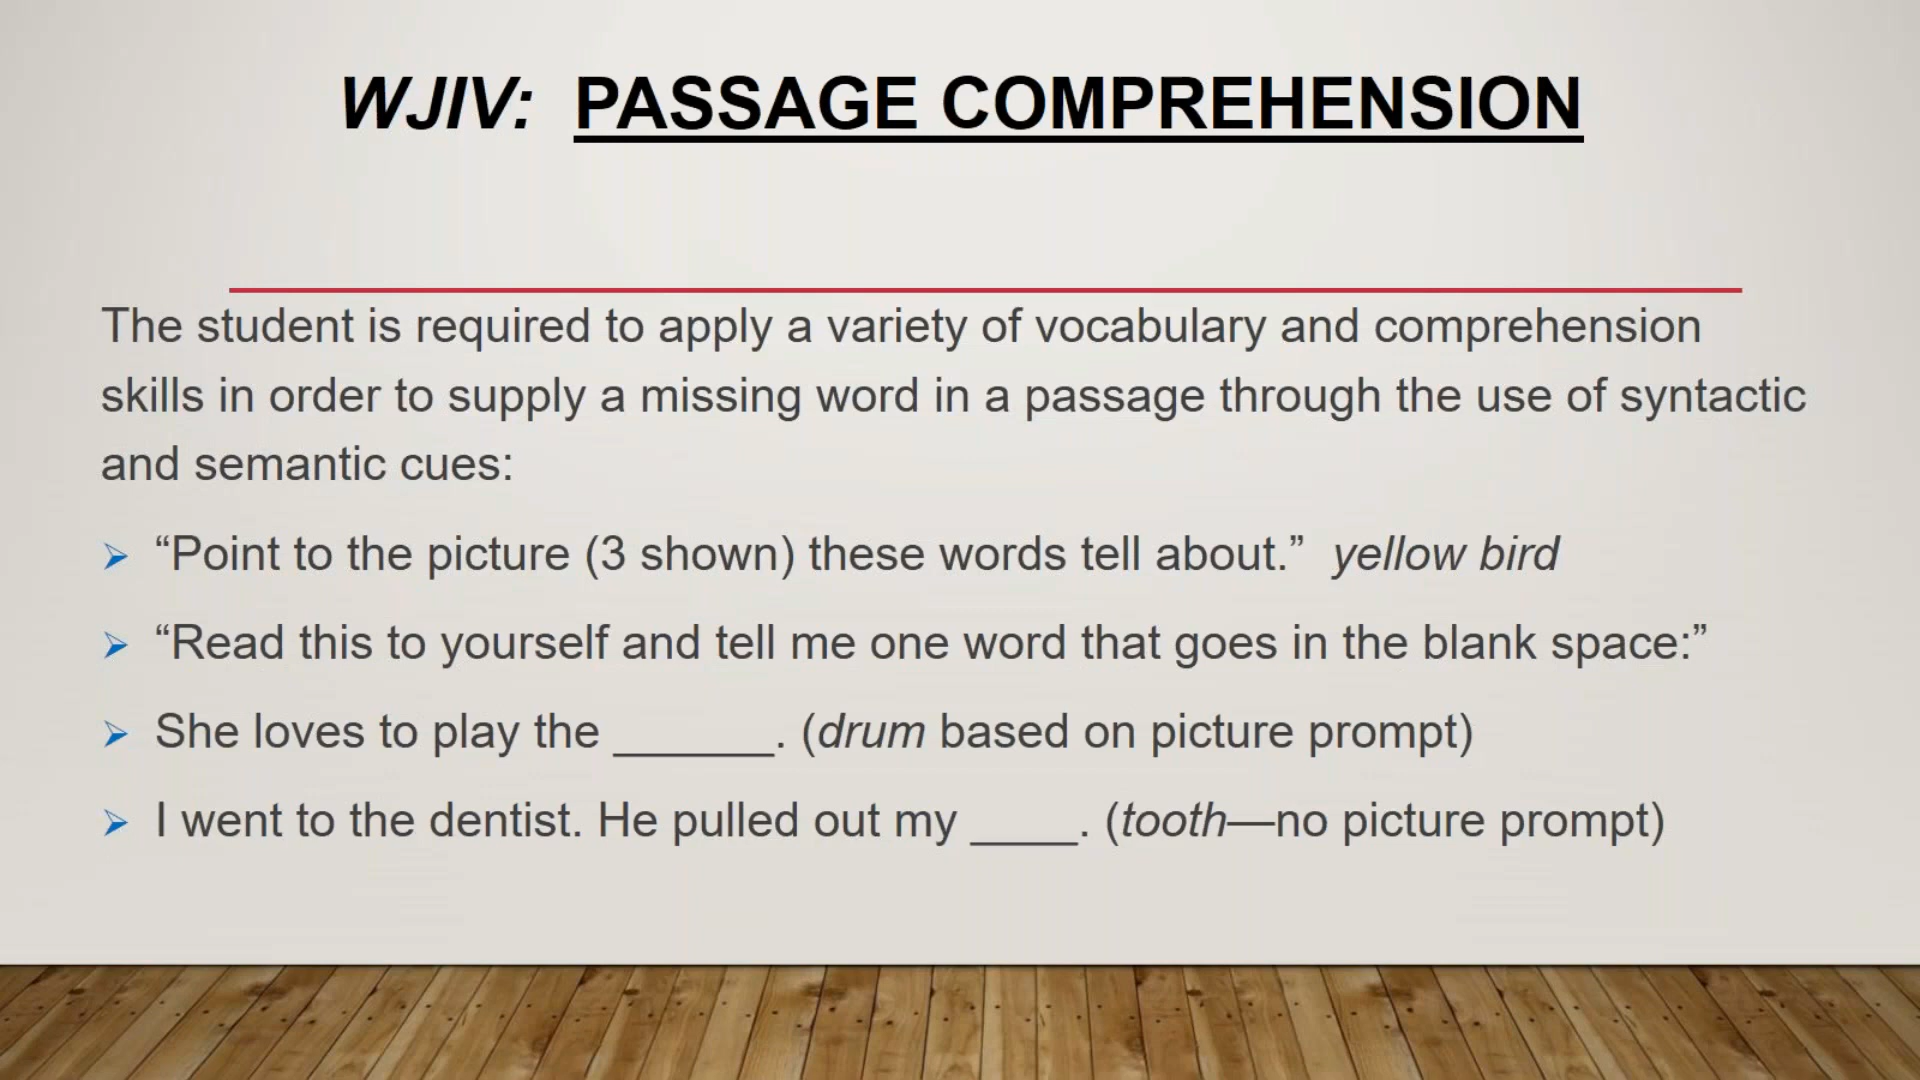 WJIV: PASSAGE COMPREHENSION
The student is required to apply a variety of vocabulary and comprehension
skills in order to supply a missing word in a passage through the use of syntactic
and semantic cues:
➢ “Point to the picture (3 shown) these words tell about.” yellow bird
➢ “Read this to yourself and tell me one word that goes in the blank space:”
➢ She loves to play the ______. (drum based on picture prompt)
➢ I went to the dentist. He pulled out my ____. (tooth—no picture prompt)